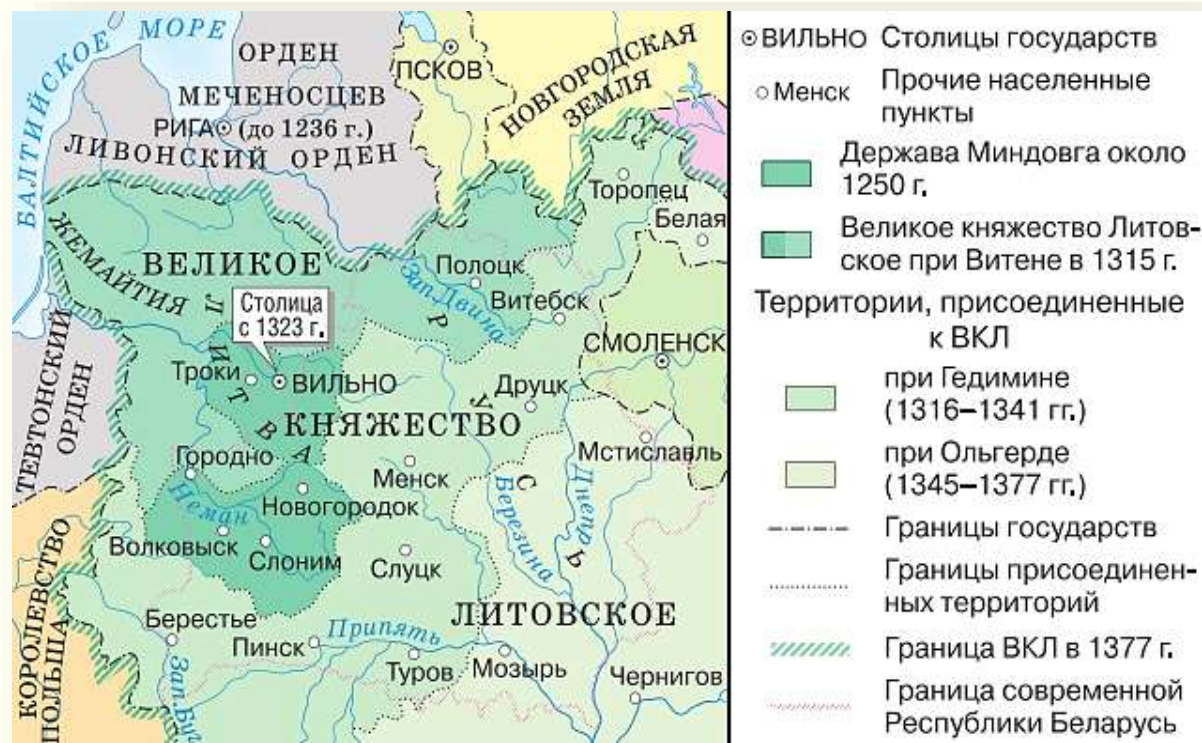 БАЛТИЙСКОЕ МОРЕ
ОРДЕН
МЕЧЕНОСЦЕВ
РИГА (до 1236 г.)
ЛИВОНСКИЙ ОРДЕН
ПСКОВ
НОВГОРОДСКАЯ
ЗЕМЛЯ
Торопец
Белая
ЖЕМАЙТИЯ
ВЕЛИКОЕ
Полоцк
Зап. Двина
Витебск
ЛИТВА
РУСЬ
Столица
с 1323 г.
СМОЛЕНСК
Троки
ВИЛЬНО
Друцк
ТЕВТОНСКИЙ
ОРДЕН
КНЯЖЕСТВО
Мстиславль
Городно
Менск
Неман
Новогородок
Березина
Днепр
Волковыск
Слоним
Слуцк
КОРОЛЕВСТВО
ПОЛЬША
Берестье
ЛИТОВСКОЕ
Пинск
Припять
Туров
Мозырь
Чернигов
Зап.Буг
ВИЛЬНО Столицы государств
Менск Прочие населенные
пункты
Держава Миндовга около
1250 г.
Великое княжество Литов-
ское при Витене в 1315 г.
Территории, присоединенные
к ВКЛ
при Гедимине
(1316–1341 гг.)
при Ольгерде
(1345–1377 гг.)
Границы государств
Границы присоединен-
ных территорий
Граница ВКЛ в 1377 г.
Граница современной
Республики Беларусь